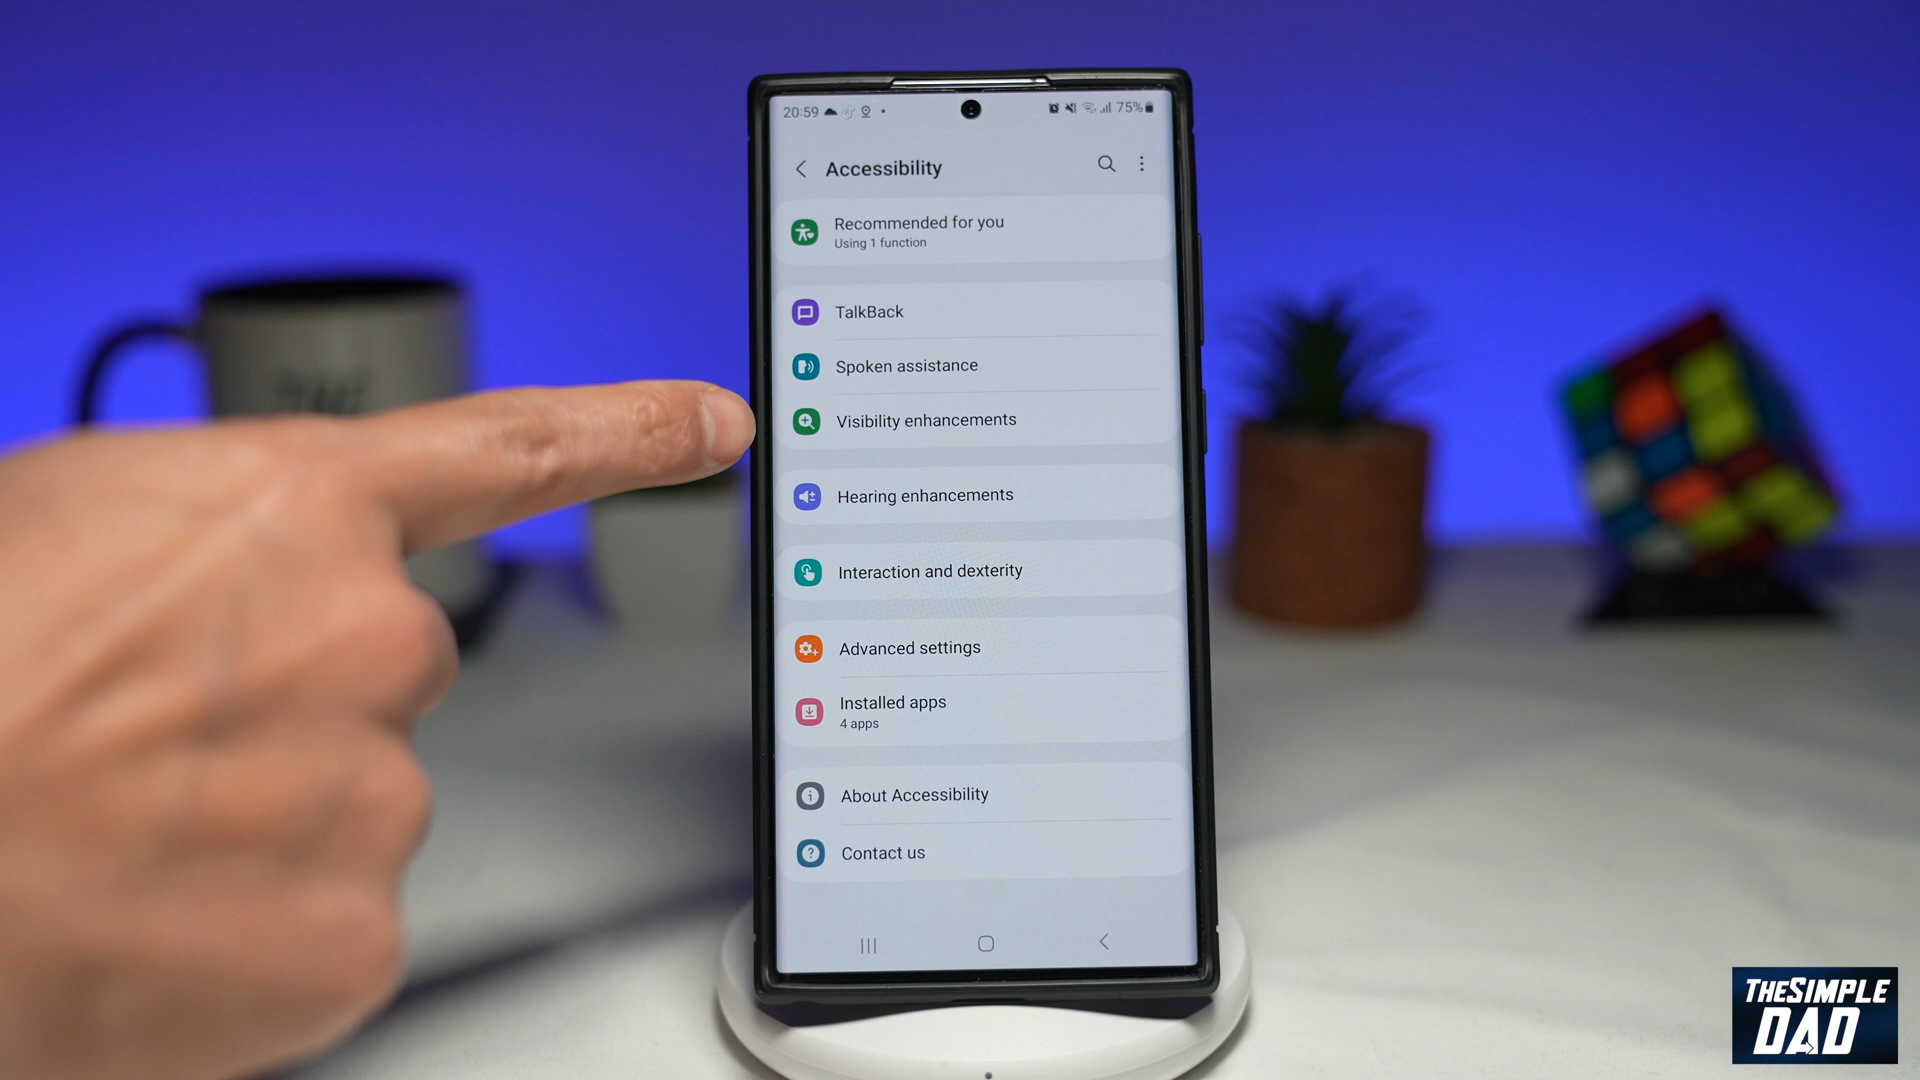 20:59
75%
Accessibility
Recommended for you
Using 1 function
TalkBack
Spoken assistance
Visibility enhancements
Hearing enhancements
Interaction and dexterity
Advanced settings
Installed apps
4 apps
About Accessibility
Contact us
THESIMPLE
DAD